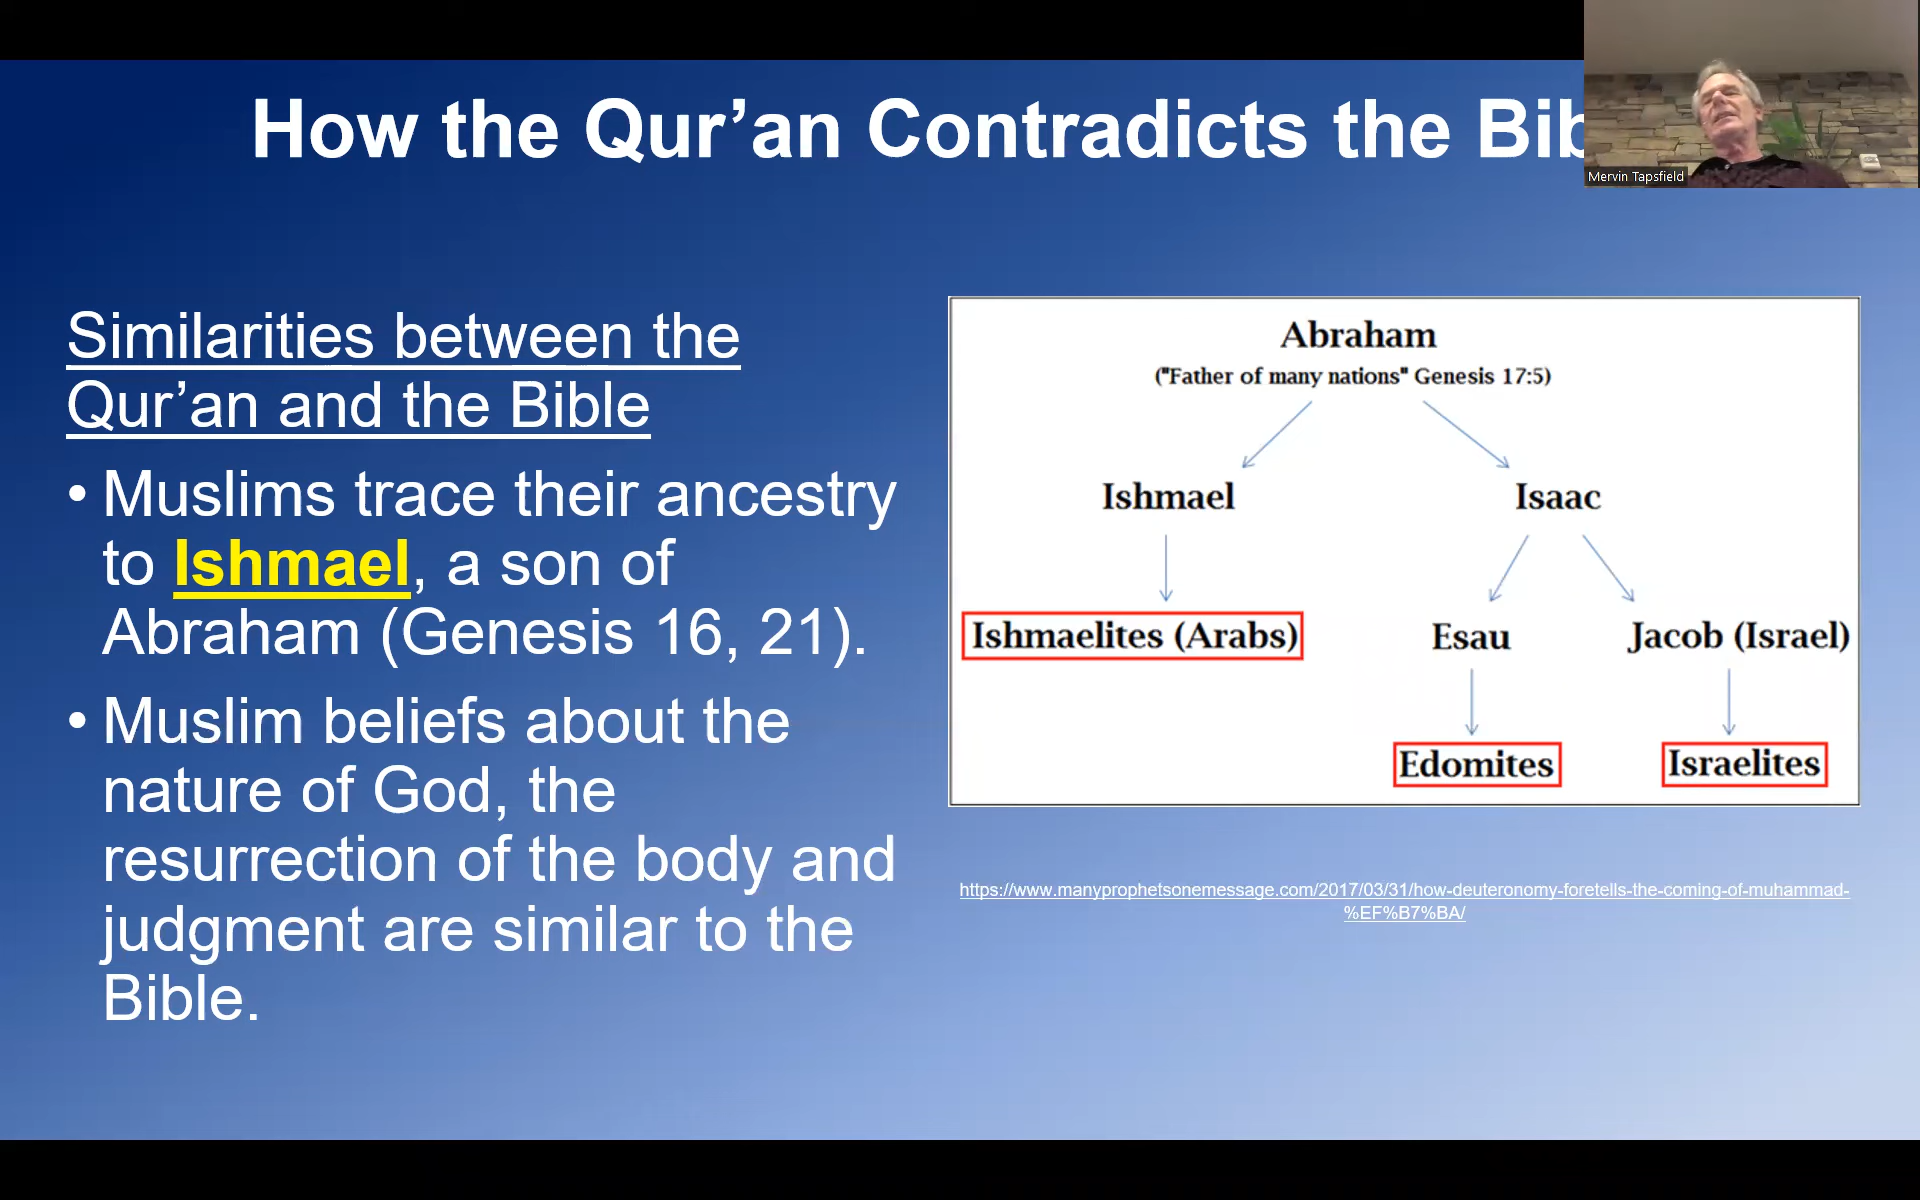 How the Qur’an Contradicts the Bib
Mervin Tapsfield
Similarities between the
Qur’an and the Bible
• Muslims trace their ancestry
to Ishmael, a son of
Abraham (Genesis 16, 21).
• Muslim beliefs about the
nature of God, the
resurrection of the body and
judgment are similar to the
Bible.
Abraham
("Father of many nations" Genesis 17:5)
Ishmael
Isaac
Ishmaelites (Arabs)
Esau
Jacob (Israel)
Edomites
Israelites
https://www.manyprophetsonemessage.com/2017/03/31/how-deuteronomy-foretells-the-coming-of-muhammad-
%EF%B7%BA/